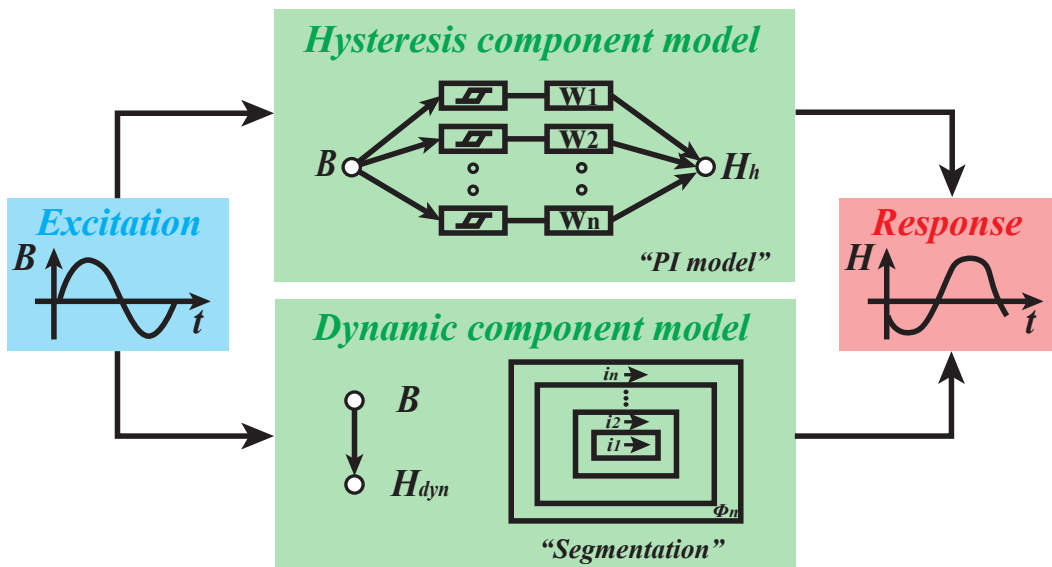 Hysteresis component model
W1
W2
Wn
B
Hh
“PI model”
Excitation
B
t
Response
H
t
Dynamic component model
B
Hdyn
in
i2
i1
Φn
“Segmentation”